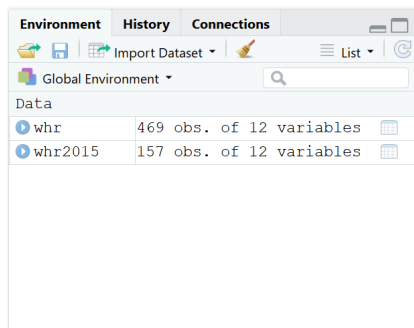 Environment History Connections
Import Dataset List
Global Environment
Data
whr 469 obs. of 12 variables
whr2015 157 obs. of 12 variables